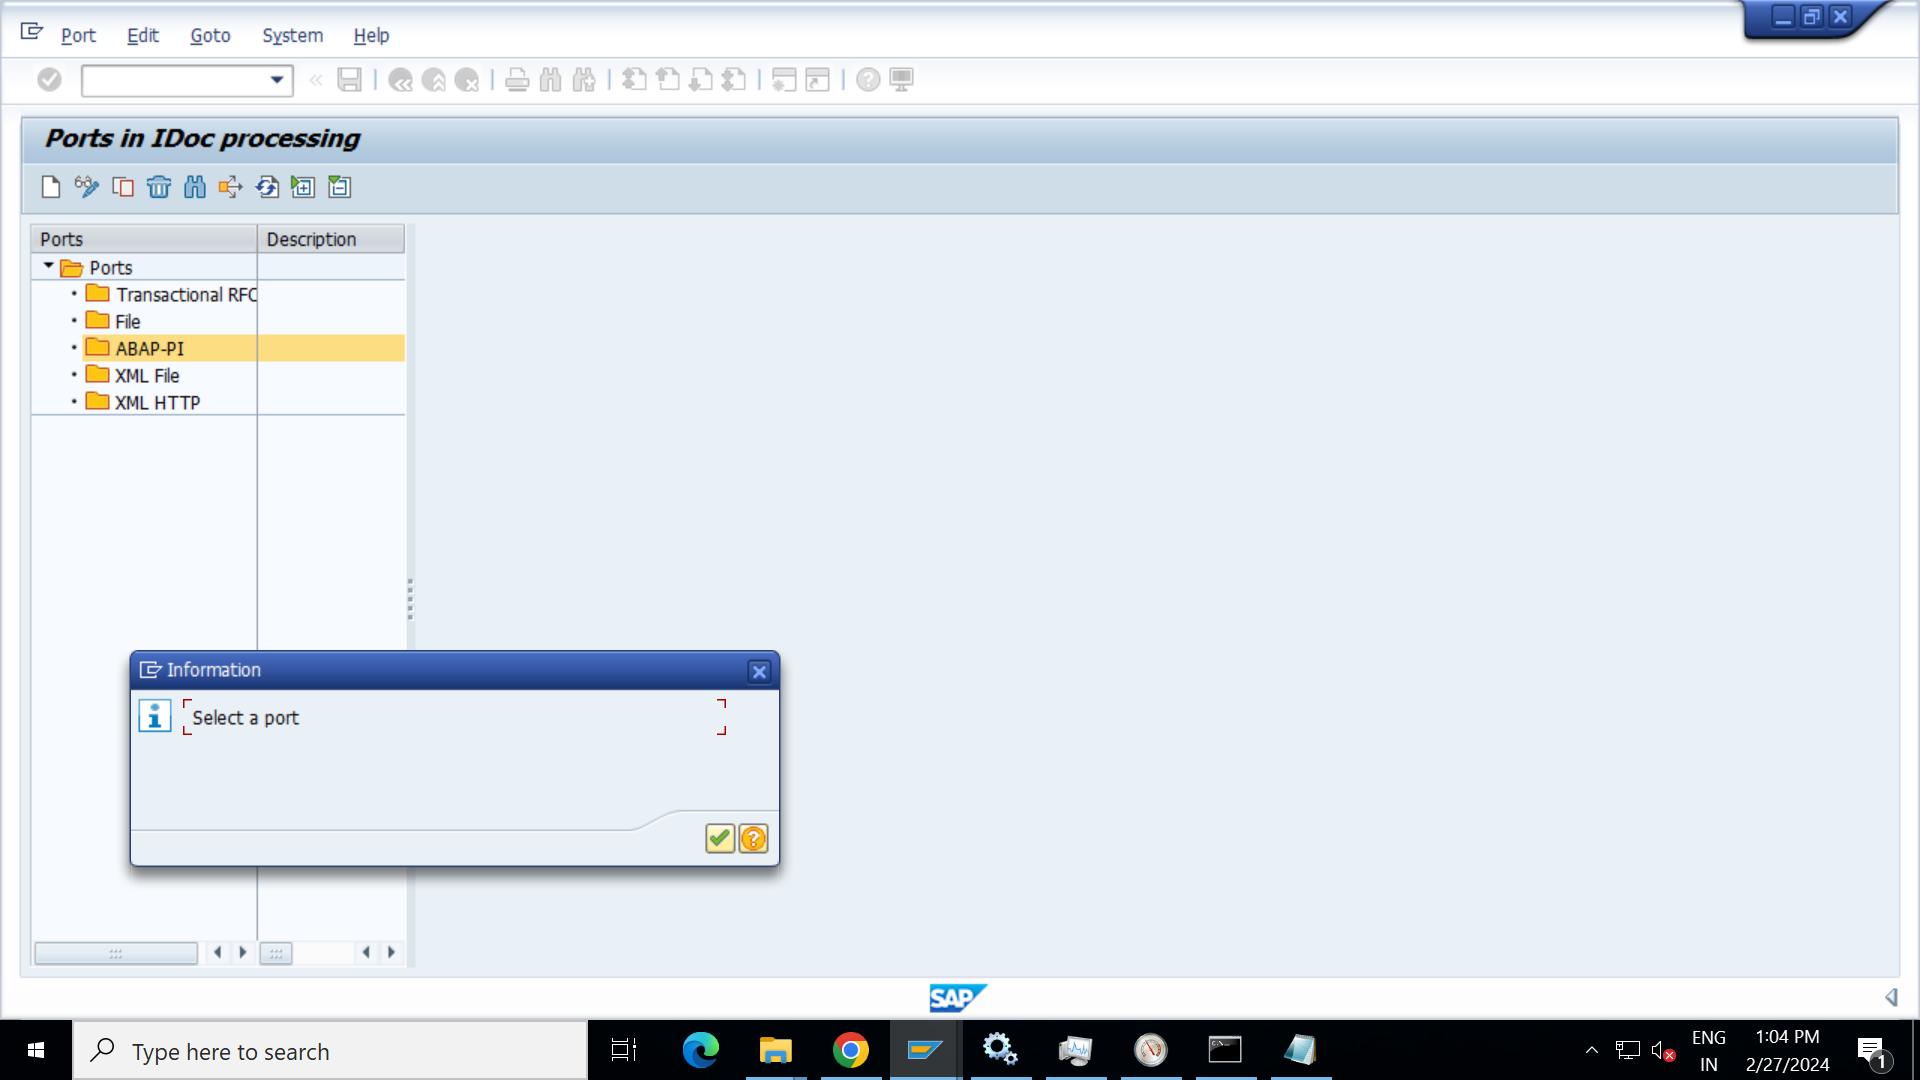 Port Edit Goto System Help
Ports in IDoc processing
Ports Description
Ports
Transactional RFC
File
ABAP-PI
XML File
XML HTTP
Information
Select a port
SAP
Type here to search
ENG
IN
1:04 PM
2/27/2024
1